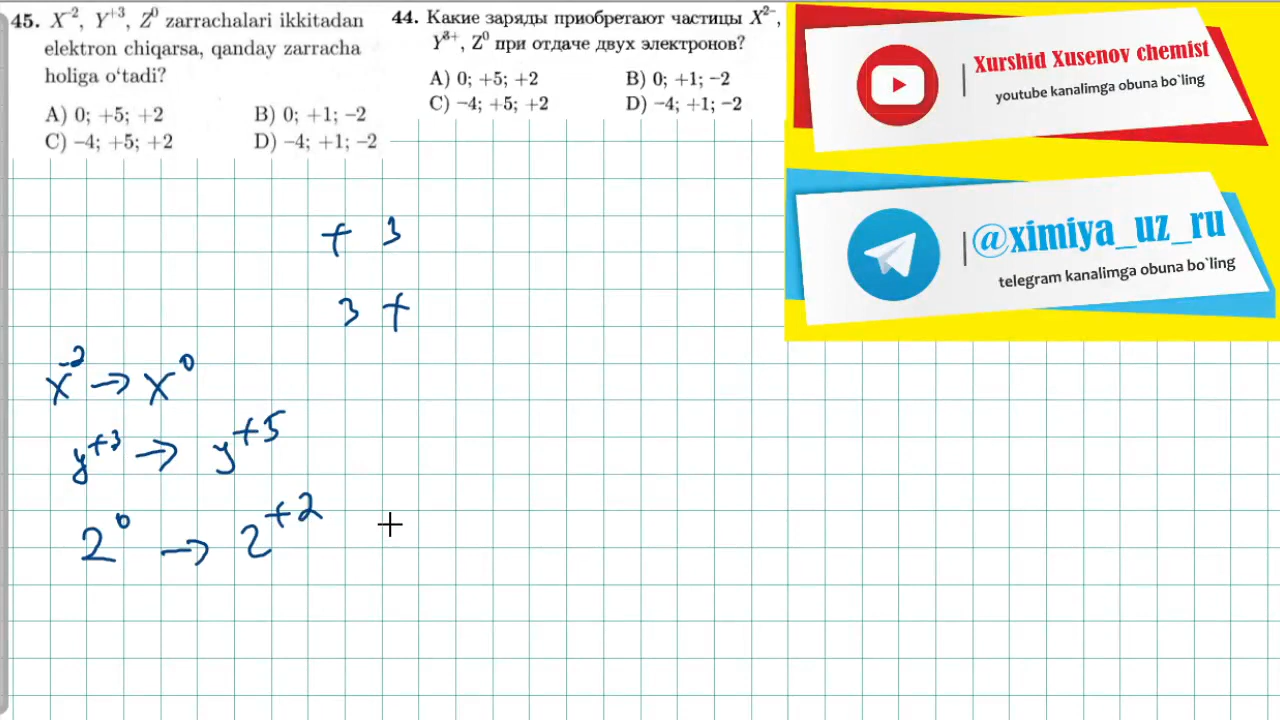 45. X⁻², Y⁺³, Z⁰ zarrachalari ikkitadan
elektron chiqarsa, qanday zarracha
holiga o‘tadi?
A) 0; +5; +2 B) 0; +1; −2
C) −4; +5; +2 D) −4; +1; −2
44. Какие заряды приобретают частицы X²⁻,
Y³⁺, Z⁰ при отдаче двух электронов?
A) 0; +5; +2 B) 0; +1; −2
C) −4; +5; +2 D) −4; +1; −2
Xurshid Xusenov chemist
youtube kanalimga obuna bo`ling
@ximiya_uz_ru
telegram kanalimga obuna bo`ling
+ 3
3 +
X⁻² → X⁰
y⁺³ → y⁺⁵
Z⁰ → Z⁺²